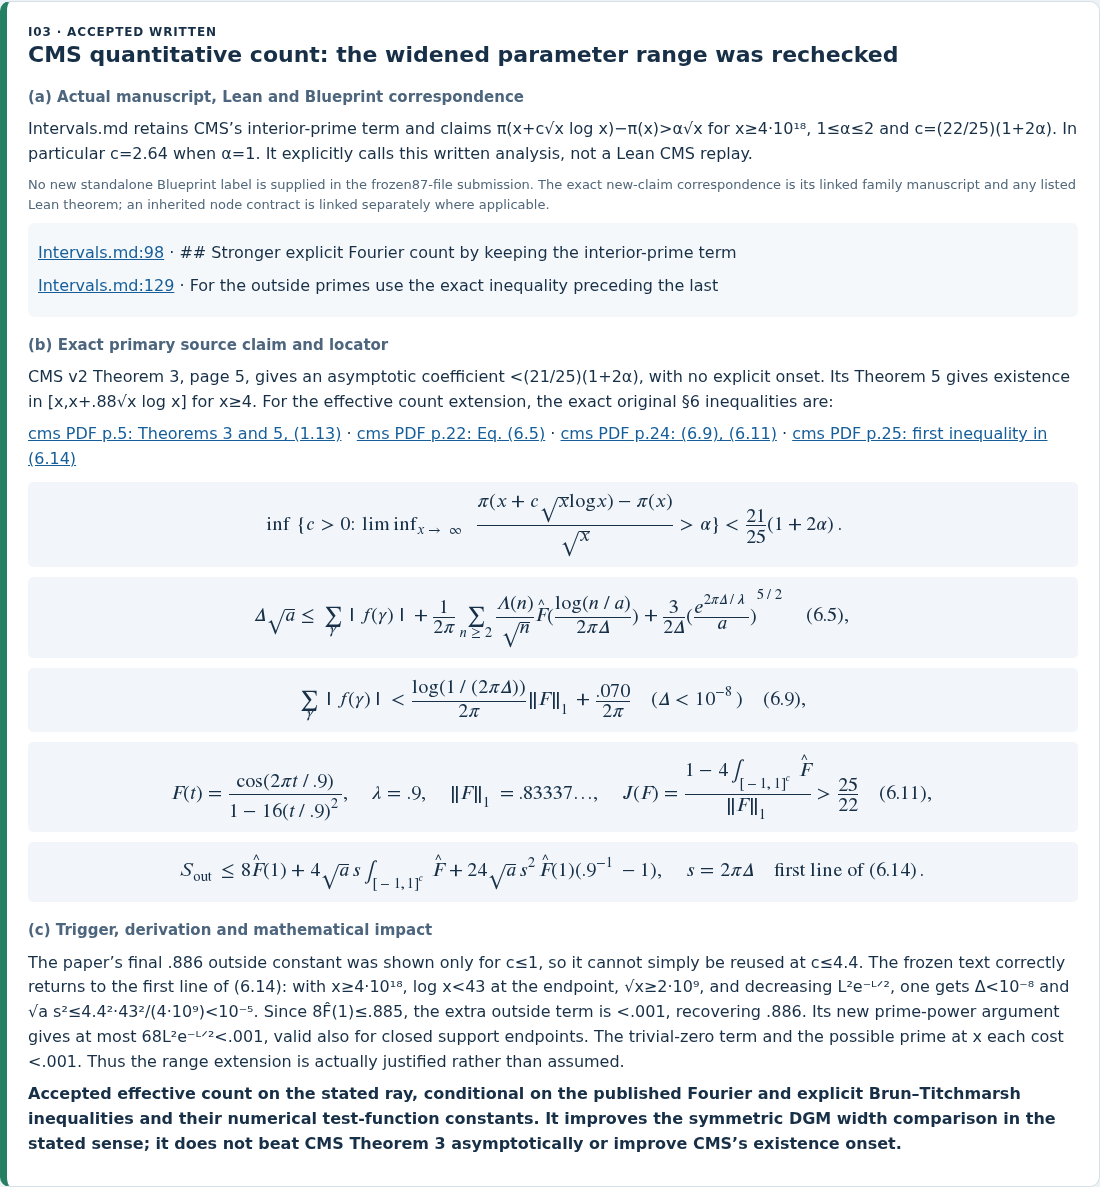 I03 · ACCEPTED WRITTEN
CMS quantitative count: the widened parameter range was rechecked
(a) Actual manuscript, Lean and Blueprint correspondence
Intervals.md retains CMS’s interior-prime term and claims π(x+c√x log x)−π(x)>α√x for x≥4·10¹⁸, 1≤α≤2 and c=(22/25)(1+2α). In
particular c=2.64 when α=1. It explicitly calls this written analysis, not a Lean CMS replay.
No new standalone Blueprint label is supplied in the frozen87-file submission. The exact new-claim correspondence is its linked family manuscript and any listed
Lean theorem; an inherited node contract is linked separately where applicable.
Intervals.md:98 · ## Stronger explicit Fourier count by keeping the interior-prime term
Intervals.md:129 · For the outside primes use the exact inequality preceding the last
(b) Exact primary source claim and locator
CMS v2 Theorem 3, page 5, gives an asymptotic coefficient <(21/25)(1+2α), with no explicit onset. Its Theorem 5 gives existence
in [x,x+.88√x log x] for x≥4. For the effective count extension, the exact original §6 inequalities are:
cms PDF p.5: Theorems 3 and 5, (1.13) · cms PDF p.22: Eq. (6.5) · cms PDF p.24: (6.9), (6.11) · cms PDF p.25: first inequality in
(6.14)
inf {c > 0: lim inf_{x → ∞} (π(x + c√x log x) − π(x)) / √x > α} < 21/25 (1 + 2α) .
Δ√a ≤ ∑_γ | f(γ) | + 1/2π ∑_{n ≥ 2} Λ(n)/√n F̂(log(n / a)/2πΔ) + 3/2Δ (e^{2πΔ/λ}/a)^{5/2} (6.5),
∑_γ | f(γ) | < log(1 / (2πΔ))/2π ‖F‖₁ + .070/2π (Δ < 10⁻⁸ ) (6.9),
F(t) = cos(2πt / .9) / (1 − 16(t / .9)²), λ = .9, ‖F‖₁ = .83337…, J(F) = (1 − 4 ∫_{[ − 1, 1]^c} F̂) / ‖F‖₁ > 25/22 (6.11),
S_out ≤ 8F̂(1) + 4√a s ∫_{[ − 1, 1]^c} F̂ + 24√a s² F̂(1)(.9⁻¹ − 1), s = 2πΔ first line of (6.14) .
(c) Trigger, derivation and mathematical impact
The paper’s final .886 outside constant was shown only for c≤1, so it cannot simply be reused at c≤4.4. The frozen text correctly
returns to the first line of (6.14): with x≥4·10¹⁸, log x<43 at the endpoint, √x≥2·10⁹, and decreasing L²e⁻ᴸᐟ², one gets Δ<10⁻⁸ and
√a s²≤4.4²·43²/(4·10⁹)<10⁻⁵. Since 8F̂(1)≤.885, the extra outside term is <.001, recovering .886. Its new prime-power argument
gives at most 68L²e⁻ᴸᐟ²<.001, valid also for closed support endpoints. The trivial-zero term and the possible prime at x each cost
<.001. Thus the range extension is actually justified rather than assumed.
Accepted effective count on the stated ray, conditional on the published Fourier and explicit Brun–Titchmarsh
inequalities and their numerical test-function constants. It improves the symmetric DGM width comparison in the
stated sense; it does not beat CMS Theorem 3 asymptotically or improve CMS’s existence onset.